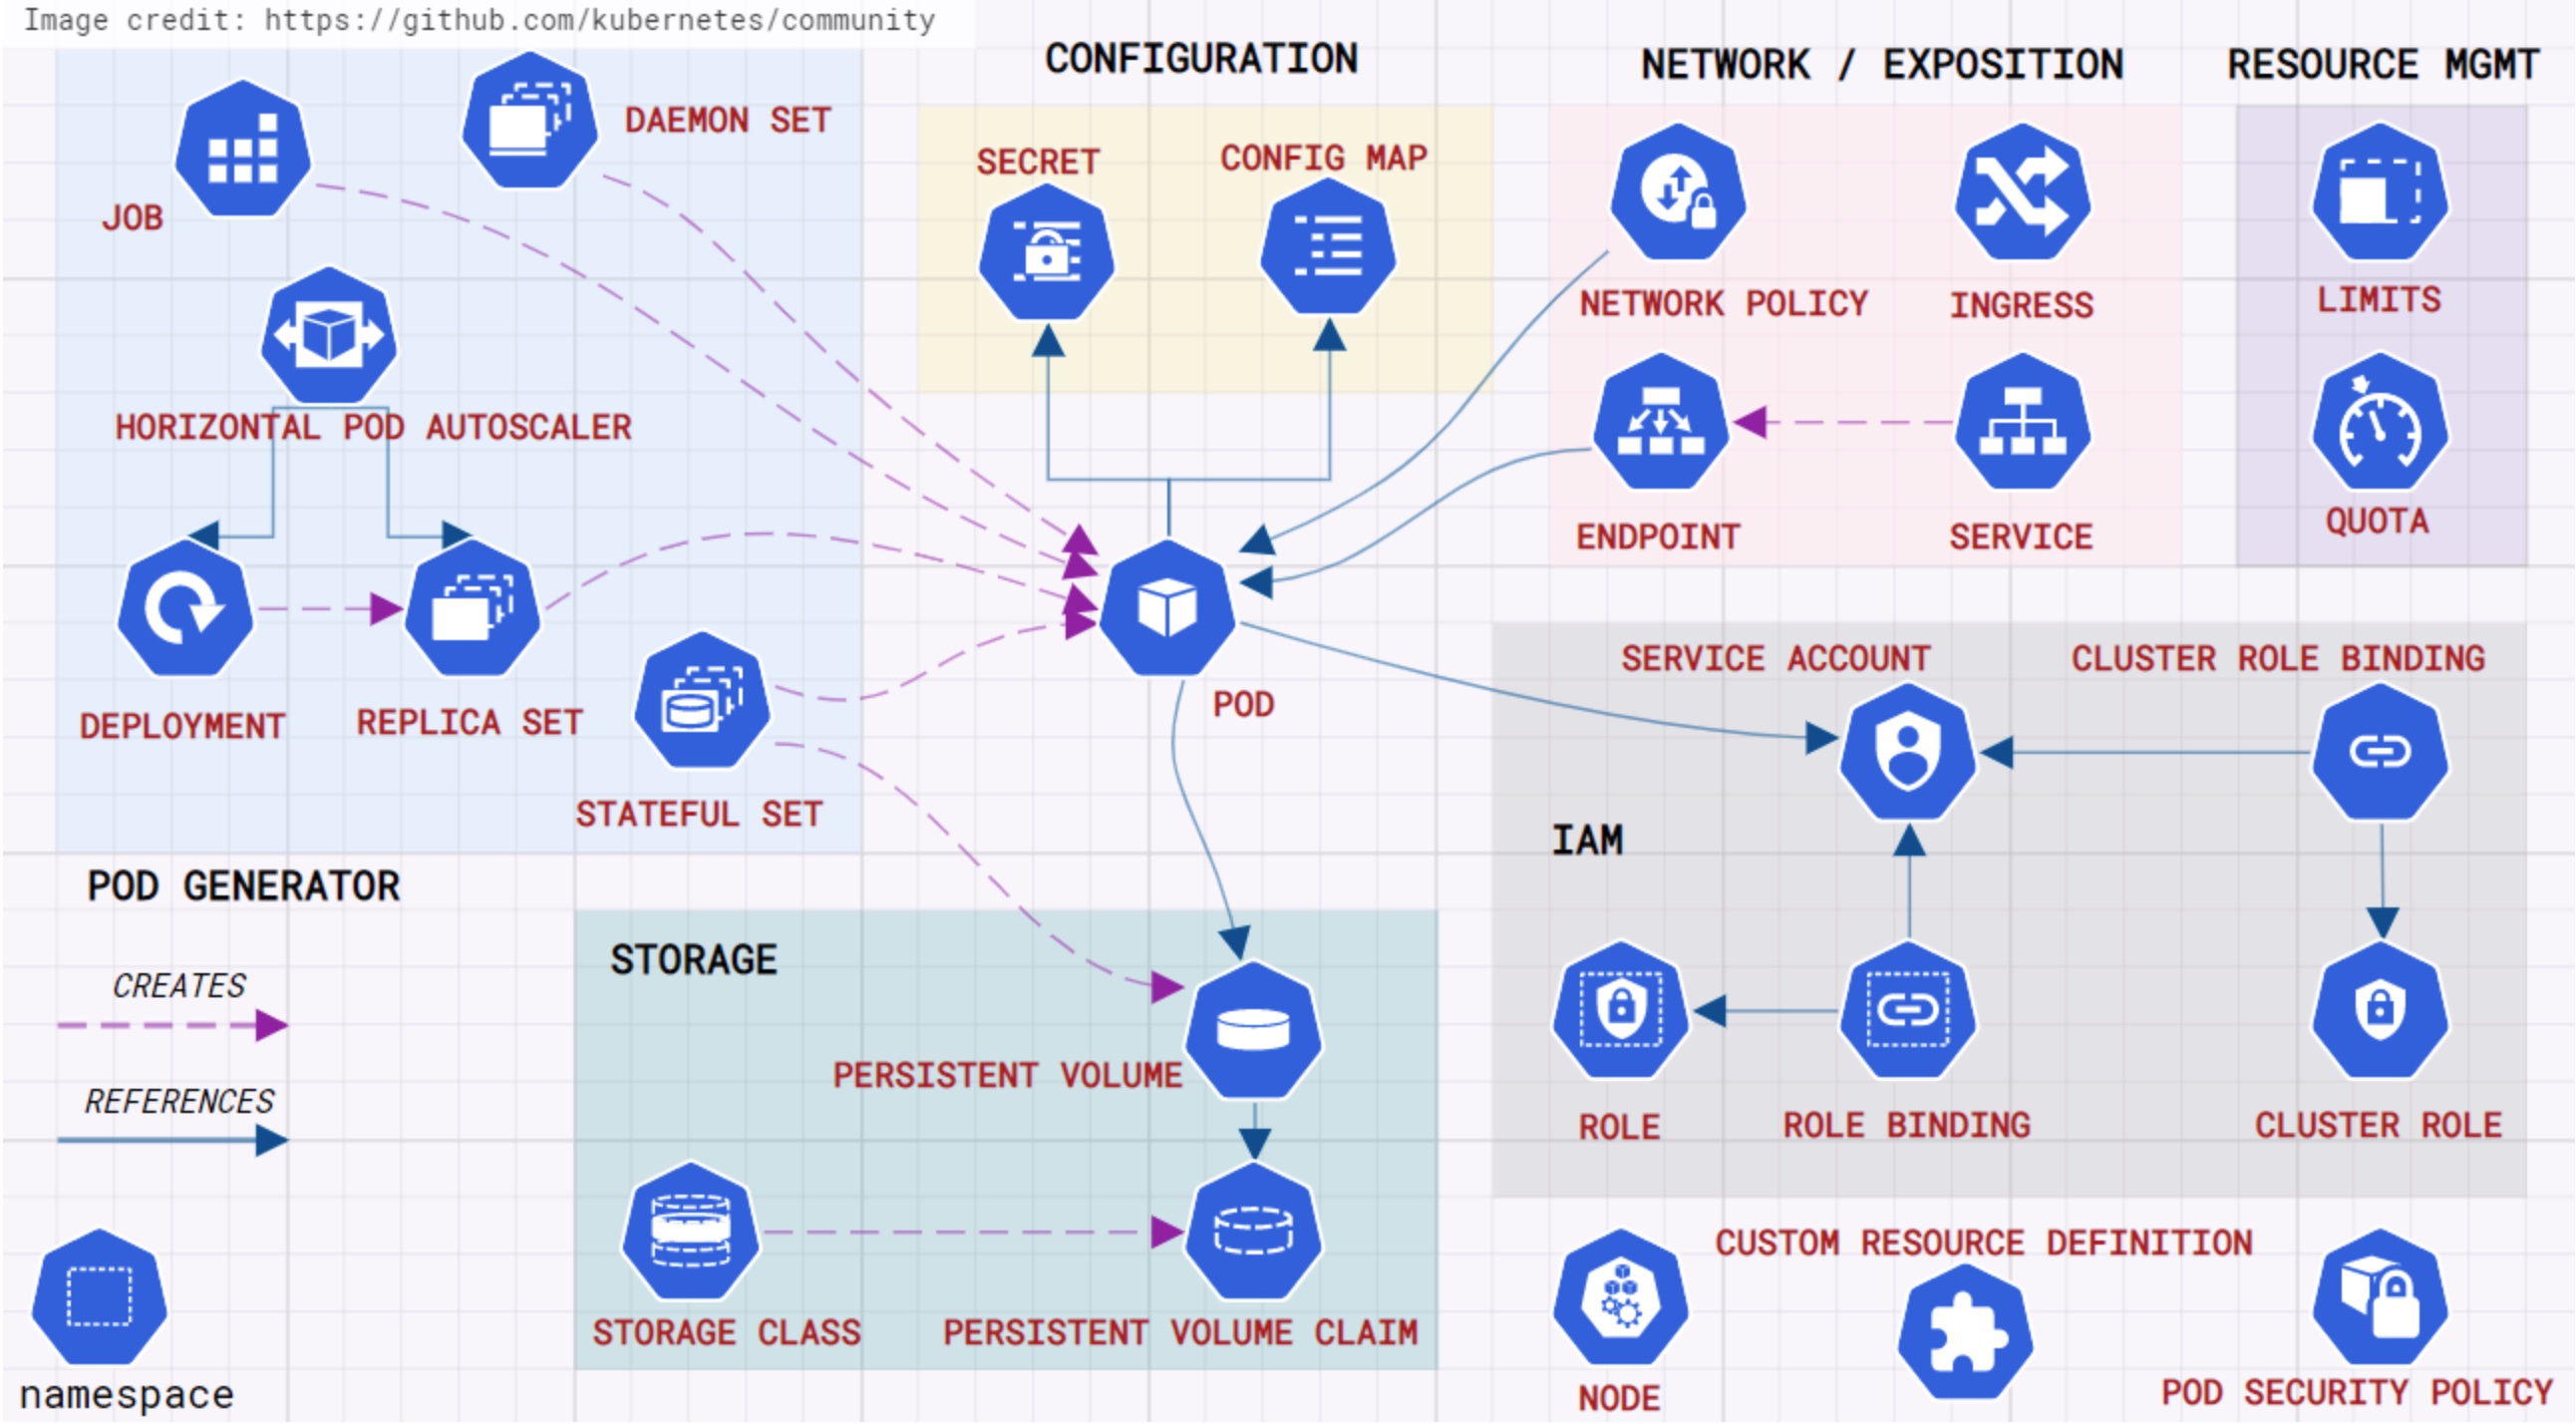 Image credit: https://github.com/kubernetes/community
CONFIGURATION
NETWORK / EXPOSITION
RESOURCE MGMT
DAEMON SET
JOB
SECRET
CONFIG MAP
NETWORK POLICY
INGRESS
LIMITS
HORIZONTAL POD AUTOSCALER
ENDPOINT
SERVICE
QUOTA
DEPLOYMENT
REPLICA SET
STATEFUL SET
POD
SERVICE ACCOUNT
CLUSTER ROLE BINDING
IAM
POD GENERATOR
CREATES
REFERENCES
STORAGE
PERSISTENT VOLUME
ROLE
ROLE BINDING
CLUSTER ROLE
STORAGE CLASS
PERSISTENT VOLUME CLAIM
CUSTOM RESOURCE DEFINITION
namespace
NODE
POD SECURITY POLICY